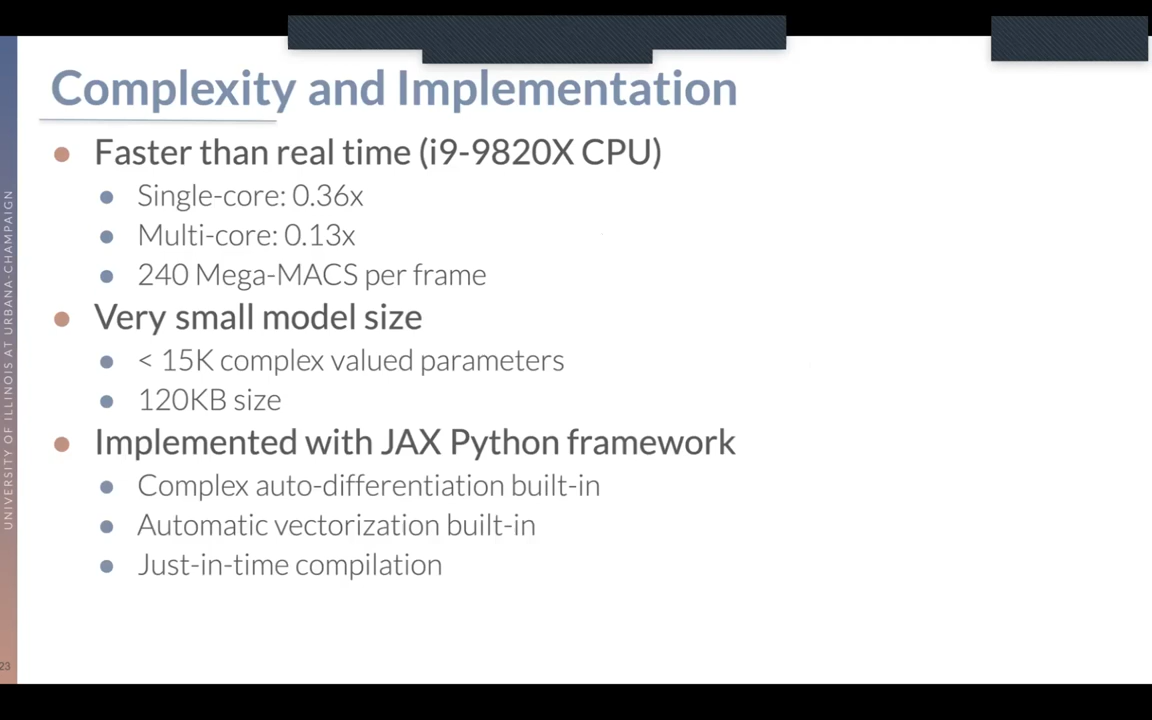 Complexity and Implementation
Faster than real time (i9-9820X CPU)
Single-core: 0.36x
Multi-core: 0.13x
240 Mega-MACS per frame
Very small model size
< 15K complex valued parameters
120KB size
Implemented with JAX Python framework
Complex auto-differentiation built-in
Automatic vectorization built-in
Just-in-time compilation
UNIVERSITY OF ILLINOIS AT URBANA-CHAMPAIGN
23